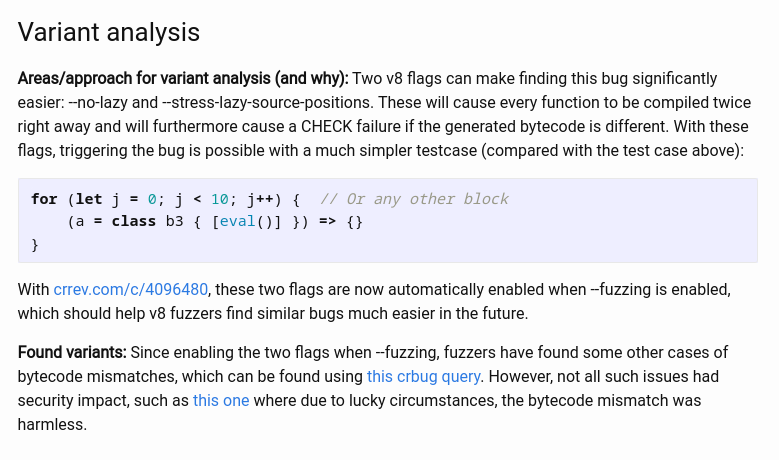 Variant analysis
Areas/approach for variant analysis (and why): Two v8 flags can make finding this bug significantly
easier: --no-lazy and --stress-lazy-source-positions. These will cause every function to be compiled twice
right away and will furthermore cause a CHECK failure if the generated bytecode is different. With these
flags, triggering the bug is possible with a much simpler testcase (compared with the test case above):
for (let j = 0; j < 10; j++) {  // Or any other block
    (a = class b3 { [eval()] }) => {}
}
With crrev.com/c/4096480, these two flags are now automatically enabled when --fuzzing is enabled,
which should help v8 fuzzers find similar bugs much easier in the future.
Found variants: Since enabling the two flags when --fuzzing, fuzzers have found some other cases of
bytecode mismatches, which can be found using this crbug query. However, not all such issues had
security impact, such as this one where due to lucky circumstances, the bytecode mismatch was
harmless.